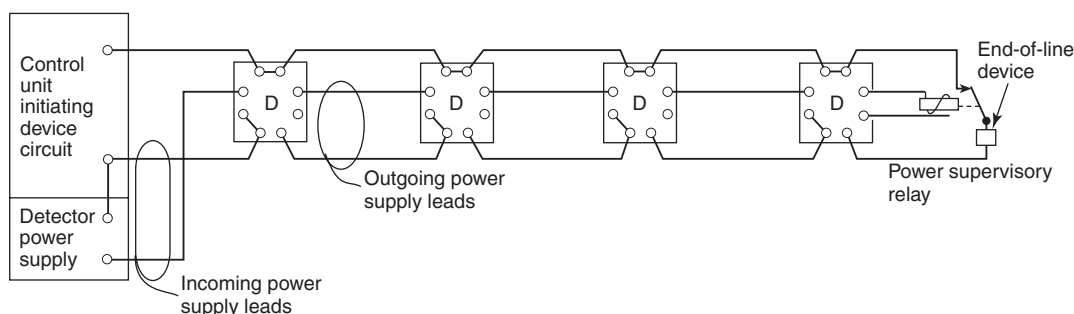 Control
unit
initiating
device
circuit
Detector
power
supply
Incoming power
supply leads
D
Outgoing power
supply leads
D
D
D
End-of-line
device
Power supervisory
relay